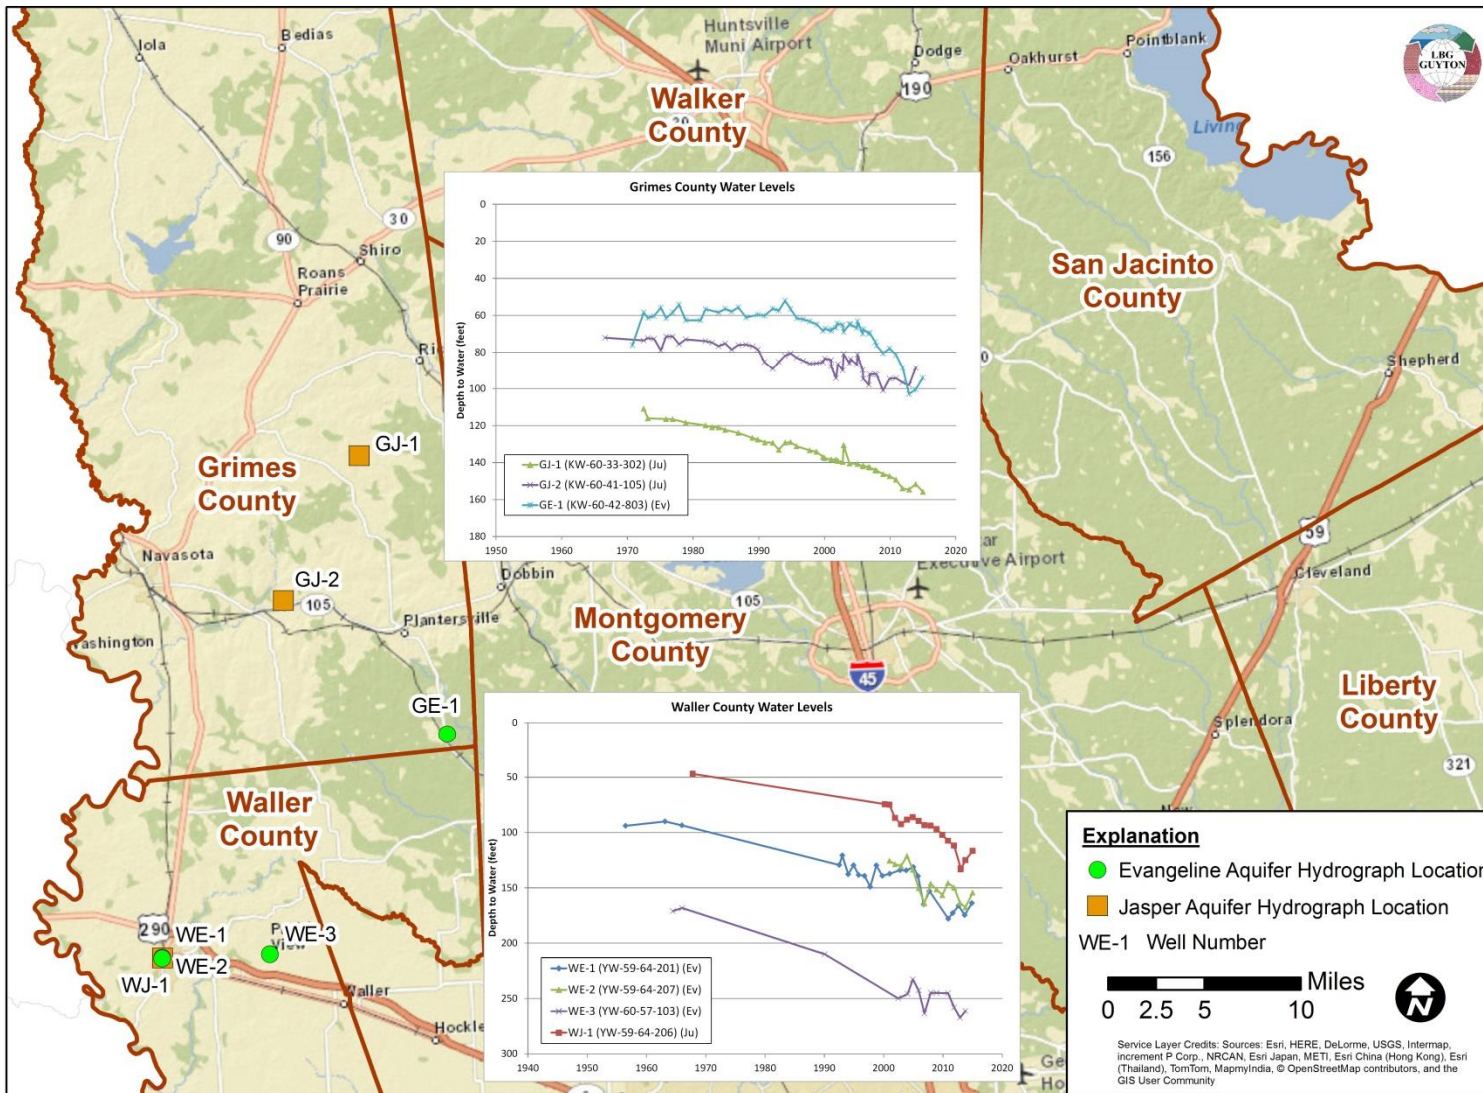 Iola
Bedias
Huntsville
Muni Airport
Dodge
Oakhurst
Pointblank
LBG
GUYTON
190
Walker
County
156
30
90
Shiro
Roans
Prairie
San Jacinto
County
Shepherd
Grimes County Water Levels
0
20
40
60
80
100
120
140
160
180
Depth to Water (feet)
GJ-1 (KW-60-33-302) (Ju)
GJ-2 (KW-60-41-105) (Ju)
GE-1 (KW-60-42-803) (Ev)
1950 1960 1970 1980 1990 2000 2010 2020
GJ-1
Grimes
County
Navasota
GJ-2
105
Plantersville
Dobbin
Executive Airport
59
Cleveland
105
Montgomery
County
45
GE-1
Liberty
County
Splendora
321
Waller
County
290
WE-1
WE-2
WJ-1
WE-3
View
Waller
Waller County Water Levels
0
50
100
150
200
250
300
Depth to Water (feet)
WE-1 (YW-59-64-201) (Ev)
WE-2 (YW-59-64-207) (Ev)
WE-3 (YW-60-57-103) (Ev)
WJ-1 (YW-59-64-206) (Ju)
1940 1950 1960 1970 1980 1990 2000 2010 2020
Explanation
Evangeline Aquifer Hydrograph Location
Jasper Aquifer Hydrograph Location
WE-1 Well Number
Miles
0 2.5 5 10
N
Service Layer Credits: Sources: Esri, HERE, DeLorme, USGS, Intermap,
increment P Corp., NRCAN, Esri Japan, METI, Esri China (Hong Kong), Esri
(Thailand), TomTom, MapmyIndia, © OpenStreetMap contributors, and the
GIS User Community